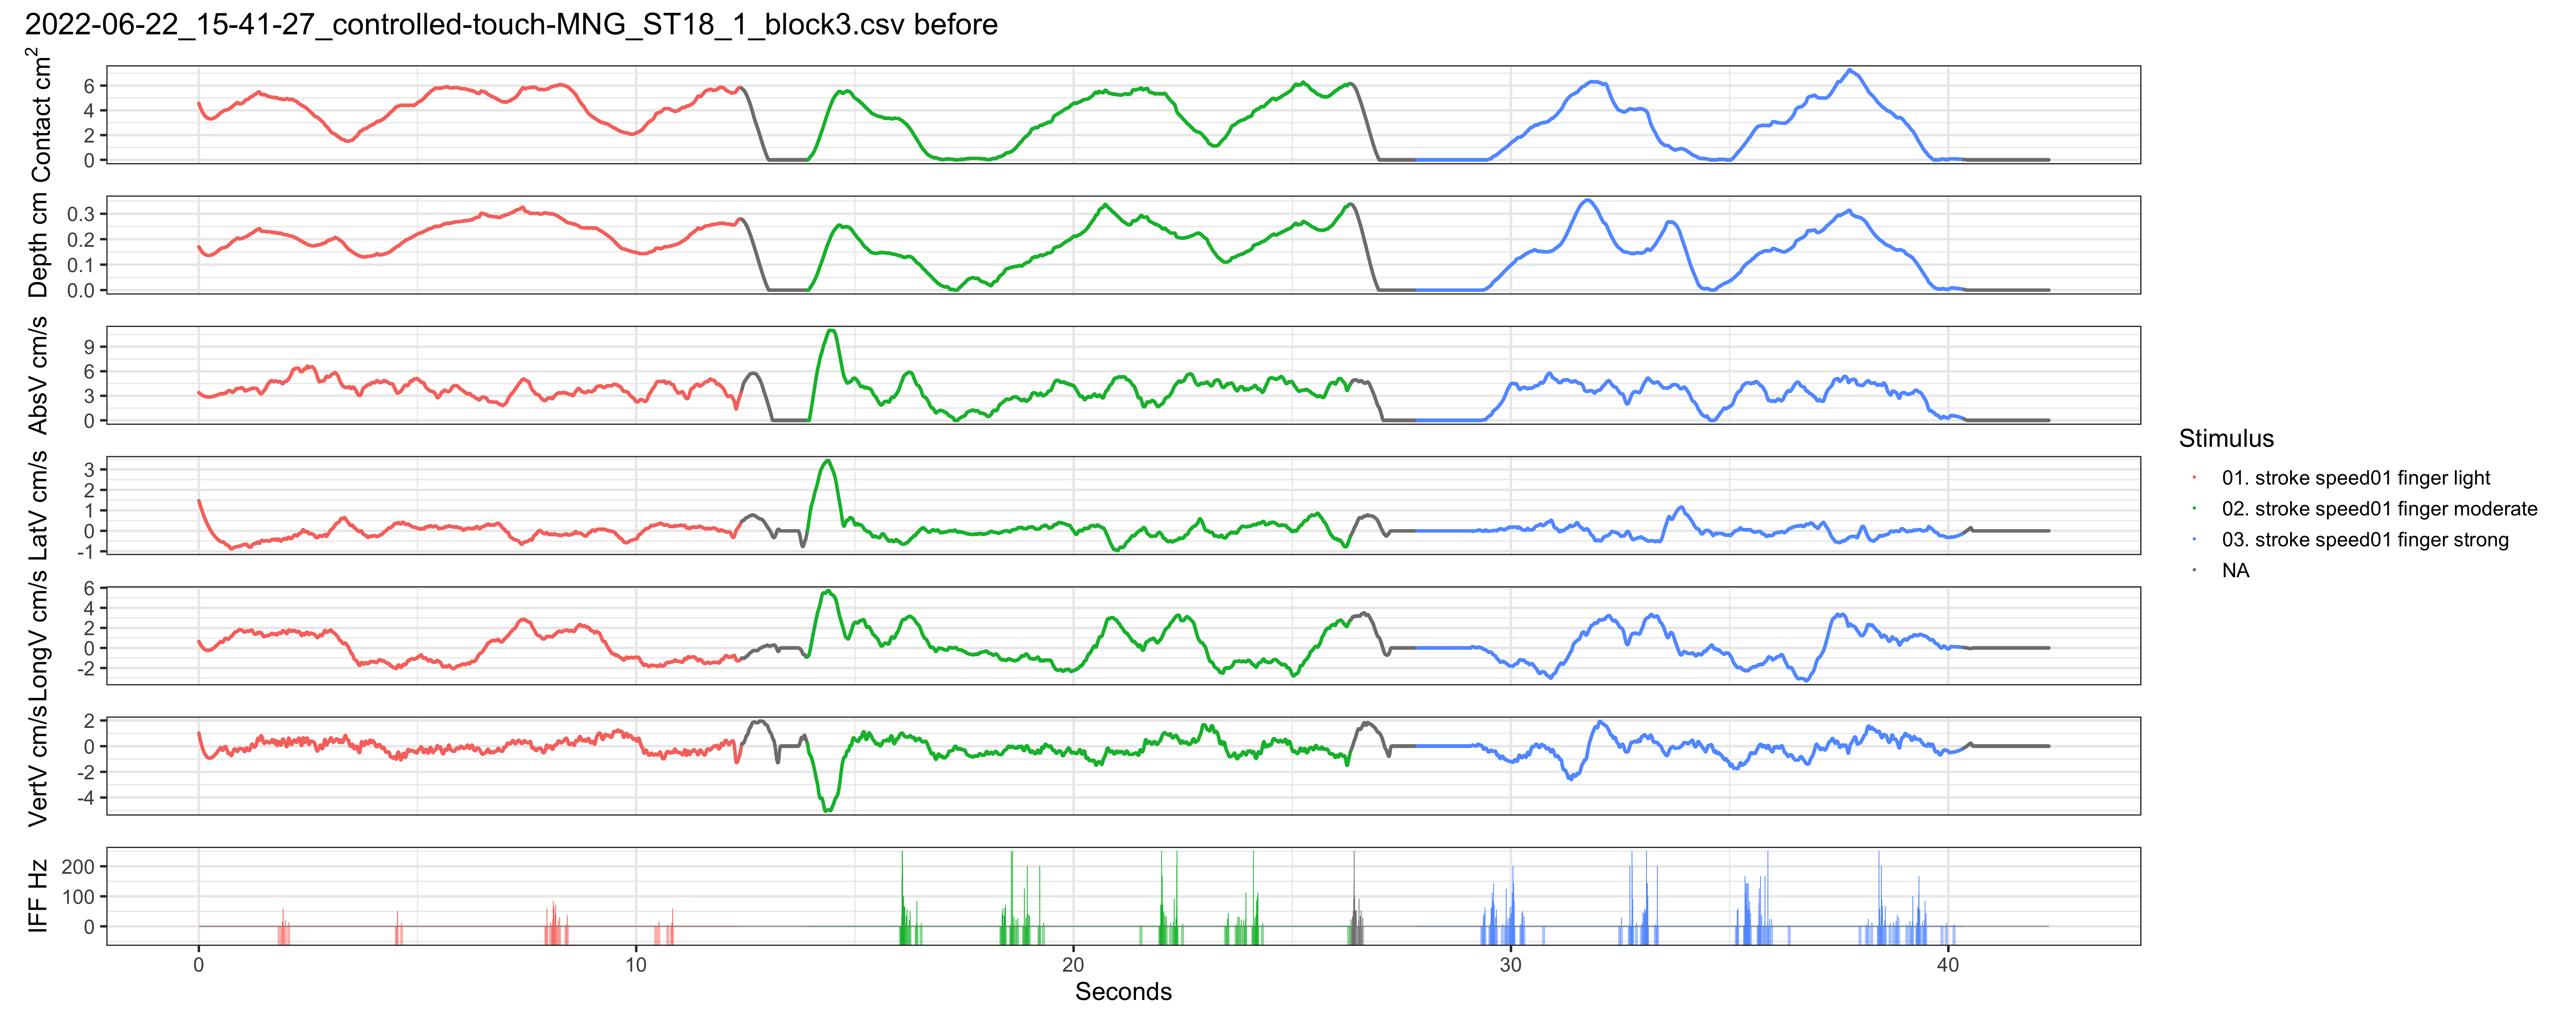 2022-06-22_15-41-27_controlled-touch-MNG_ST18_1_block3.csv before
Contact cm²
6
4
2
0
Depth cm
0.3
0.2
0.1
0.0
AbsV cm/s
9
6
3
0
LatV cm/s
3
2
1
0
-1
LongV cm/s
6
4
2
0
-2
VertV cm/s
2
0
-2
-4
IFF Hz
200
100
0
0 10 20 30 40
Seconds
Stimulus
01. stroke speed01 finger light
02. stroke speed01 finger moderate
03. stroke speed01 finger strong
NA